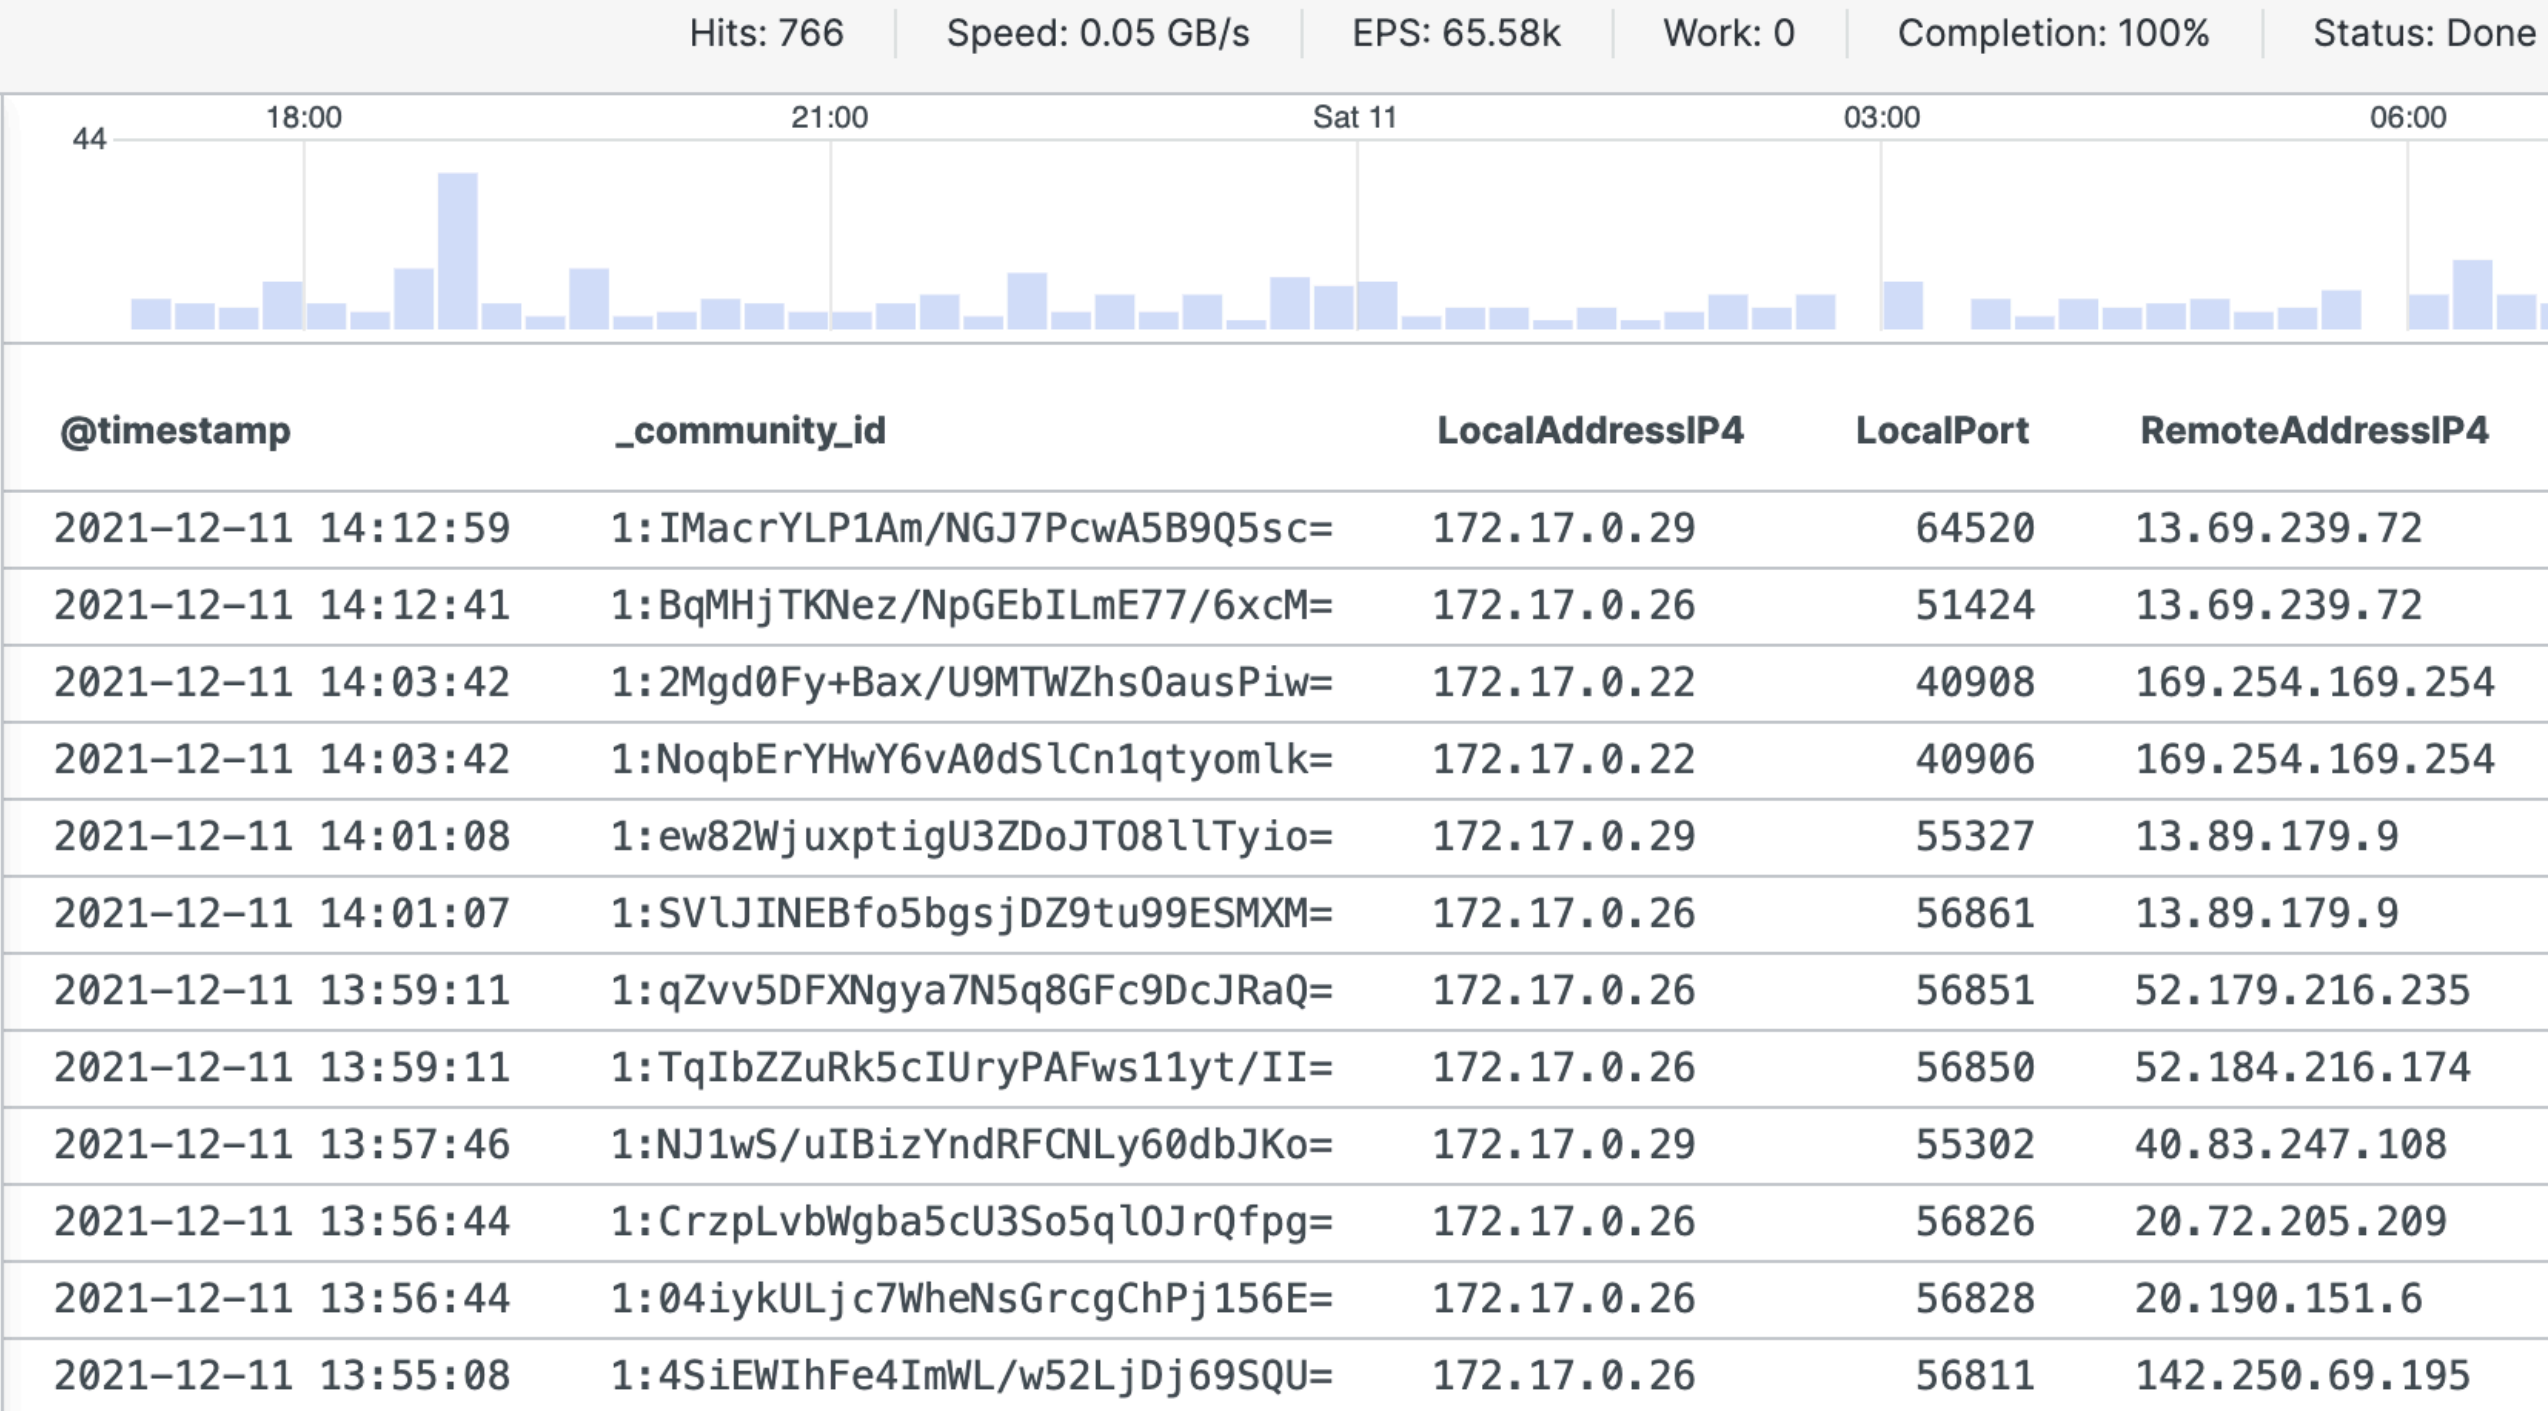 Hits: 766 Speed: 0.05 GB/s EPS: 65.58k Work: 0 Completion: 100% Status: Done
18:00 21:00 Sat 11 03:00 06:00
44
@timestamp _community_id LocalAddressIP4 LocalPort RemoteAddressIP4
2021-12-11 14:12:59 1:IMacrYLP1Am/NGJ7PcwA5B9Q5sc= 172.17.0.29 64520 13.69.239.72
2021-12-11 14:12:41 1:BqMHjTKNez/NpGEbILmE77/6xcM= 172.17.0.26 51424 13.69.239.72
2021-12-11 14:03:42 1:2Mgd0Fy+Bax/U9MTWZhsOausPiw= 172.17.0.22 40908 169.254.169.254
2021-12-11 14:03:42 1:NoqbErYHwY6vA0dSlCn1qtyomlk= 172.17.0.22 40906 169.254.169.254
2021-12-11 14:01:08 1:ew82WjuxptigU3ZDoJTO8llTyio= 172.17.0.29 55327 13.89.179.9
2021-12-11 14:01:07 1:SVlJINEBfo5bgsjDZ9tu99ESMXM= 172.17.0.26 56861 13.89.179.9
2021-12-11 13:59:11 1:qZvv5DFXNgya7N5q8GFc9DcJRaQ= 172.17.0.26 56851 52.179.216.235
2021-12-11 13:59:11 1:TqIbZZuRk5cIUryPAFws11yt/II= 172.17.0.26 56850 52.184.216.174
2021-12-11 13:57:46 1:NJ1wS/uIBizYndRFCNLy60dbJKo= 172.17.0.29 55302 40.83.247.108
2021-12-11 13:56:44 1:CrzpLvbWgba5cU3So5qlOJrQfpg= 172.17.0.26 56826 20.72.205.209
2021-12-11 13:56:44 1:04iykULjc7WheNsGrcgChPj156E= 172.17.0.26 56828 20.190.151.6
2021-12-11 13:55:08 1:4SiEWIhFe4ImWL/w52LjDj69SQU= 172.17.0.26 56811 142.250.69.195